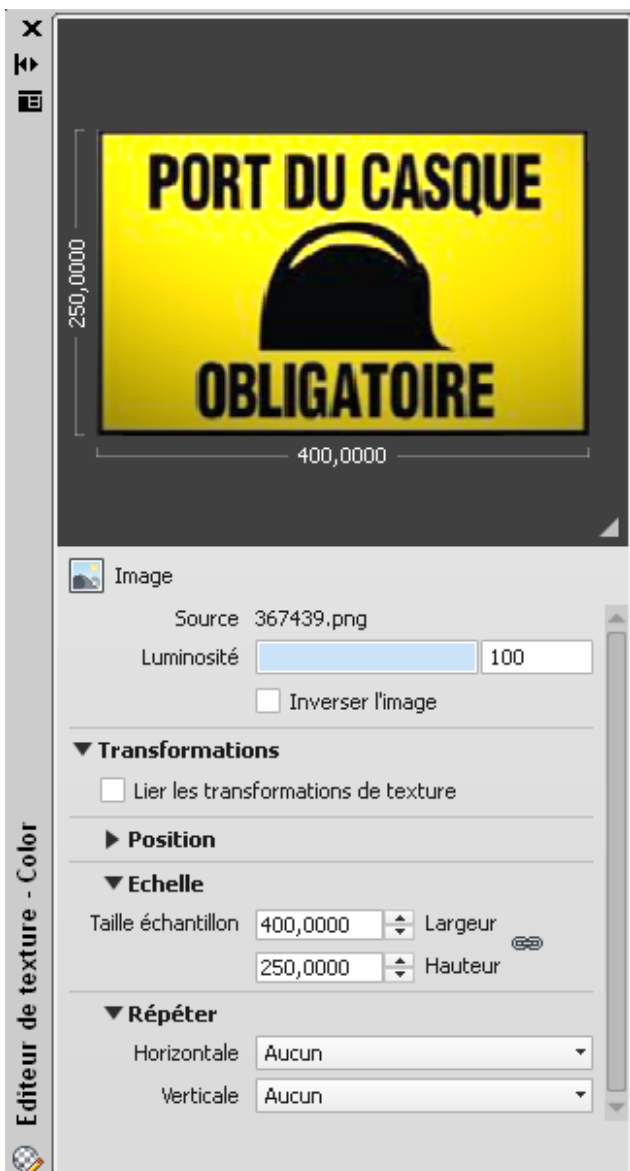 PORT DU CASQUE
OBLIGATOIRE
250,0000
400,0000
Image
Source 367439.png
Luminosité 100
Inverser l'image
Transformations
Lier les transformations de texture
Position
Echelle
Taille échantillon 400,0000 Largeur
250,0000 Hauteur
Répéter
Horizontale Aucun
Verticale Aucun
Editeur de texture - Color